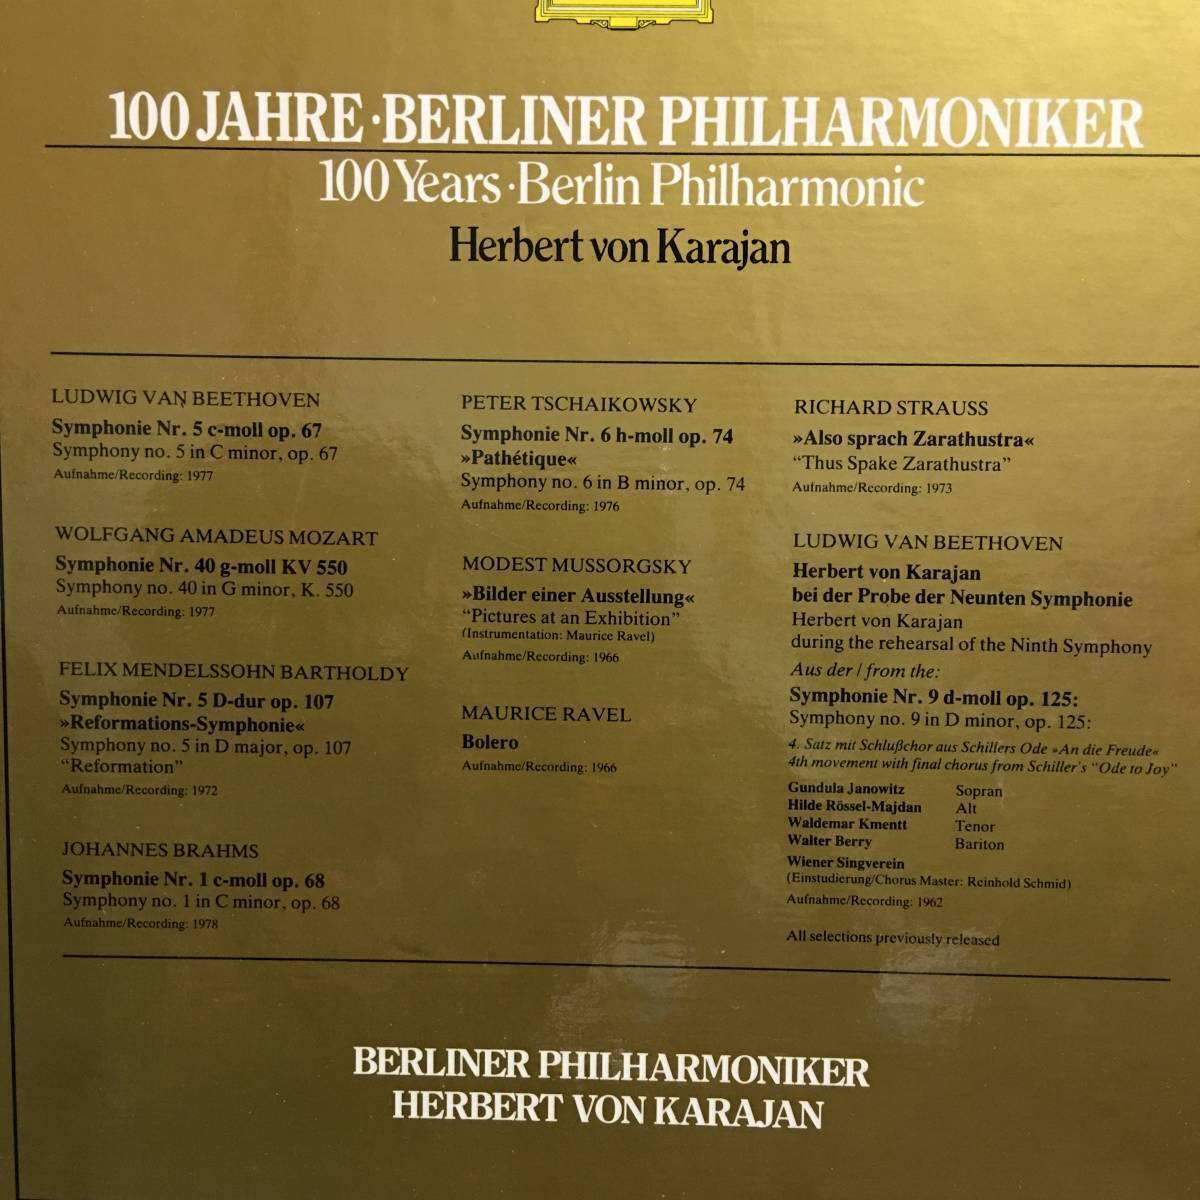 100 JAHRE · BERLINER PHILHARMONIKER
100 Years · Berlin Philharmonic
Herbert von Karajan
LUDWIG VAN BEETHOVEN
Symphonie Nr. 5 c-moll op. 67
Symphony no. 5 in C minor, op. 67
Aufnahme/Recording: 1977
WOLFGANG AMADEUS MOZART
Symphonie Nr. 40 g-moll KV 550
Symphony no. 40 in G minor, K. 550
Aufnahme/Recording: 1977
FELIX MENDELSSOHN BARTHOLDY
Symphonie Nr. 5 D-dur op. 107
»Reformations-Symphonie«
Symphony no. 5 in D major, op. 107
“Reformation”
Aufnahme/Recording: 1972
JOHANNES BRAHMS
Symphonie Nr. 1 c-moll op. 68
Symphony no. 1 in C minor, op. 68
Aufnahme/Recording: 1978
PETER TSCHAIKOWSKY
Symphonie Nr. 6 h-moll op. 74
»Pathétique«
Symphony no. 6 in B minor, op. 74
Aufnahme/Recording: 1976
MODEST MUSSORGSKY
»Bilder einer Ausstellung«
“Pictures at an Exhibition”
(Instrumentation: Maurice Ravel)
Aufnahme/Recording: 1966
MAURICE RAVEL
Bolero
Aufnahme/Recording: 1966
RICHARD STRAUSS
»Also sprach Zarathustra«
“Thus Spake Zarathustra”
Aufnahme/Recording: 1973
LUDWIG VAN BEETHOVEN
Herbert von Karajan
bei der Probe der Neunten Symphonie
Herbert von Karajan
during the rehearsal of the Ninth Symphony
Aus der / from the:
Symphonie Nr. 9 d-moll op. 125:
Symphony no. 9 in D minor, op. 125:
4. Satz mit Schlußchor aus Schillers Ode »An die Freude«
4th movement with final chorus from Schiller's “Ode to Joy”
Gundula Janowitz Sopran
Hilde Rössel-Majdan Alt
Waldemar Kmentt Tenor
Walter Berry Bariton
Wiener Singverein
(Einstudierung/Chorus Master: Reinhold Schmid)
Aufnahme/Recording: 1962
All selections previously released
BERLINER PHILHARMONIKER
HERBERT VON KARAJAN